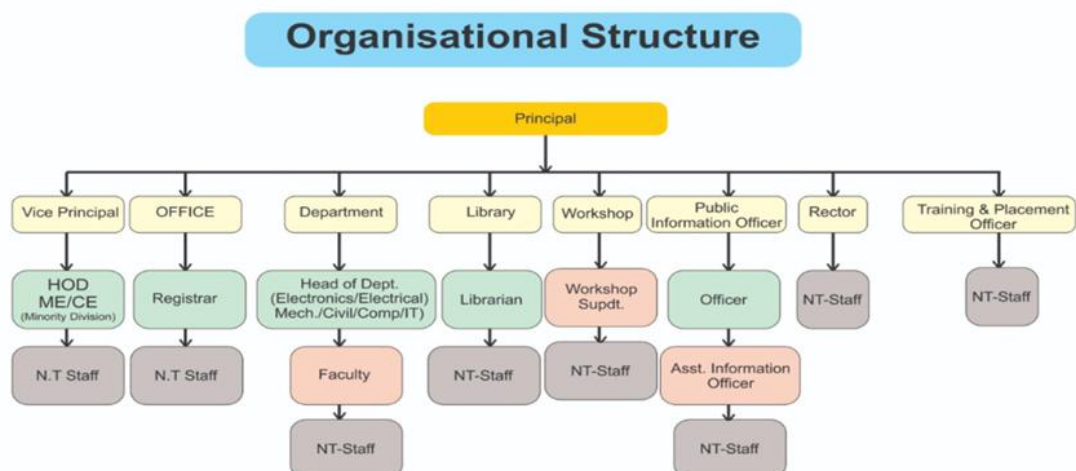 Organisational Structure
Principal
Vice Principal
OFFICE
Department
Library
Workshop
Public
Information Officer
Rector
Training & Placement
Officer
HOD
ME/CE
(Minority Division)
Registrar
Head of Dept.
(Electronics/Electrical)
Mech./Civil/Comp/IT)
Librarian
Workshop
Supdt.
Officer
NT-Staff
NT-Staff
N.T Staff
N.T Staff
Faculty
NT-Staff
NT-Staff
Asst. Information
Officer
NT-Staff
NT-Staff